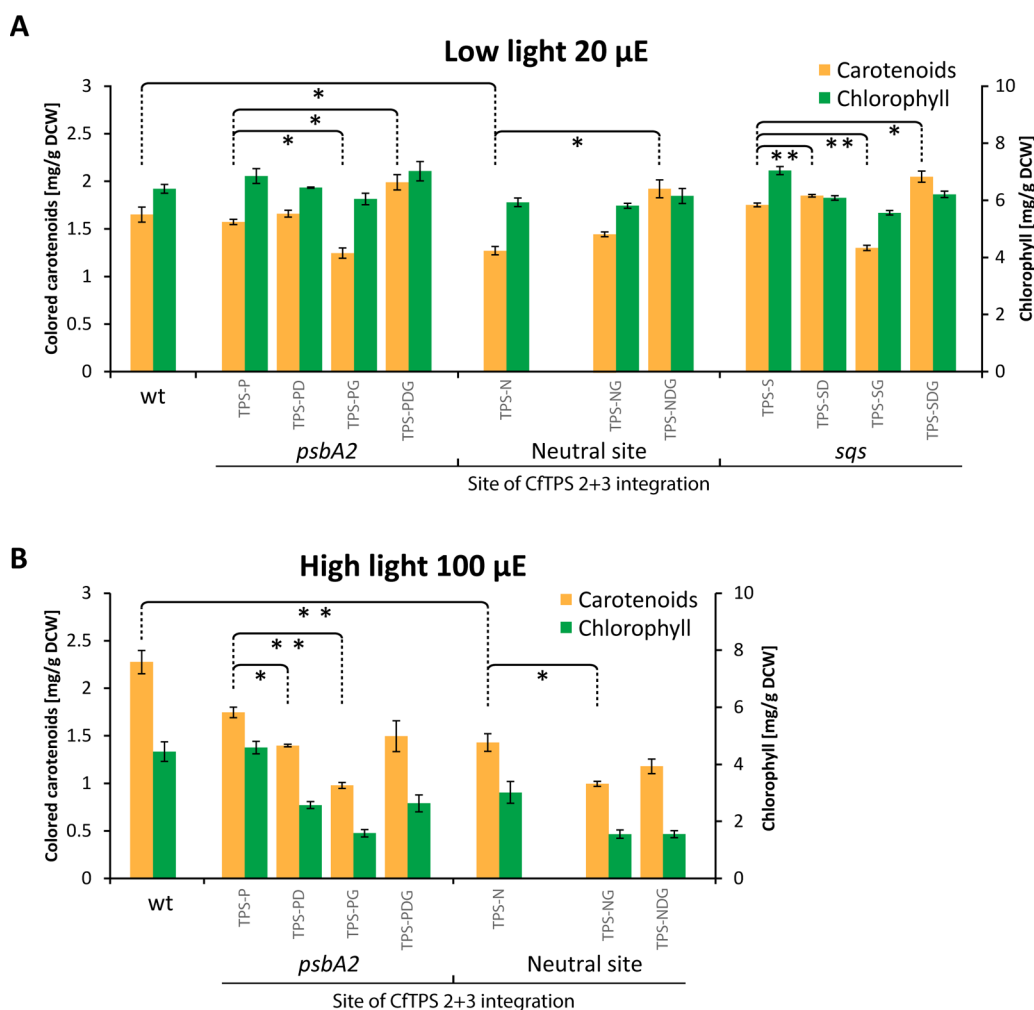 A
Low light 20 µE
Carotenoids
Chlorophyll
Colored carotenoids [mg/g DCW]
3
2.5
2
1.5
1
0.5
0
10
8
6
4
2
0
Chlorophyll [mg/g DCW]
*
*
*
*
**
**
*
wt
TPS-P
TPS-PD
TPS-PG
TPS-PDG
TPS-N
TPS-NG
TPS-NDG
TPS-S
TPS-SD
TPS-SG
TPS-SDG
psbA2
Neutral site
sqs
Site of CfTPS 2+3 integration
B
High light 100 µE
Carotenoids
Chlorophyll
Colored carotenoids [mg/g DCW]
3
2.5
2
1.5
1
0.5
0
10
8
6
4
2
0
Chlorophyll [mg/g DCW]
* *
* *
*
*
wt
TPS-P
TPS-PD
TPS-PG
TPS-PDG
TPS-N
TPS-NG
TPS-NDG
psbA2
Neutral site
Site of CfTPS 2+3 integration